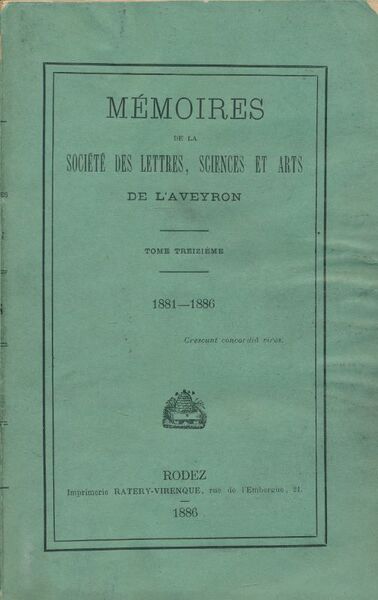 MÉMOIRES
DE LA
SOCIÉTÉ DES LETTRES, SCIENCES ET ARTS
DE L'AVEYRON
TOME TREIZIÈME
1881—1886
Crescunt concordiâ vires.
RODEZ
Imprimerie RATERY-VIRENQUE, rue de l'Embergue, 21.
1886